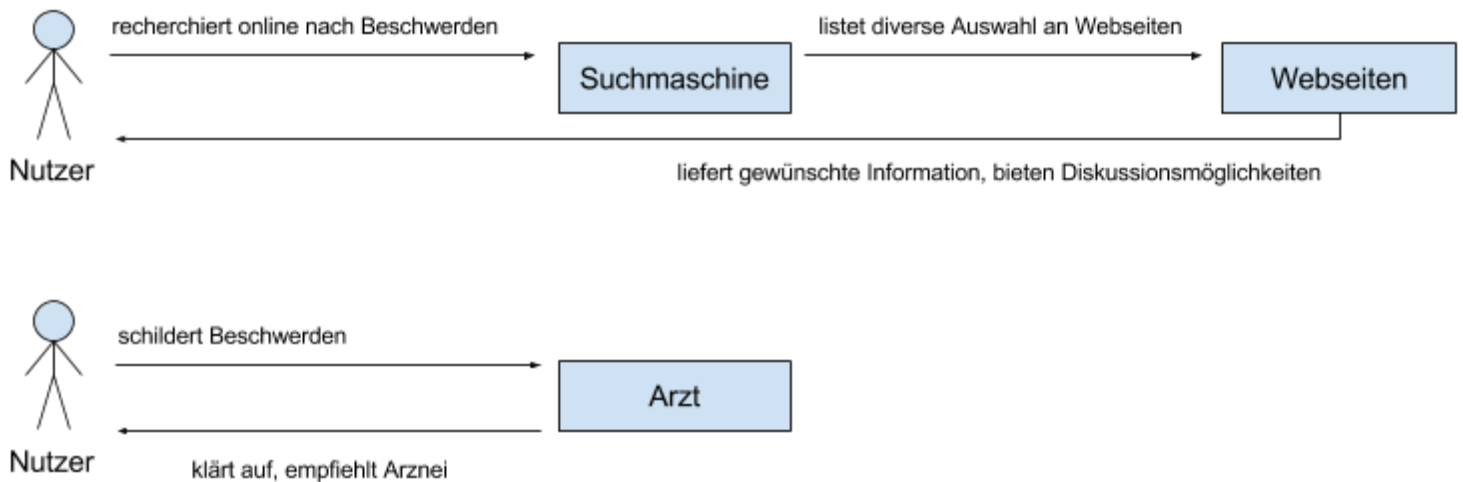 recherchiert online nach Beschwerden
listet diverse Auswahl an Webseiten
Suchmaschine
Webseiten
Nutzer
liefert gewünschte Information, bieten Diskussionsmöglichkeiten
schildert Beschwerden
Arzt
Nutzer
klärt auf, empfiehlt Arznei